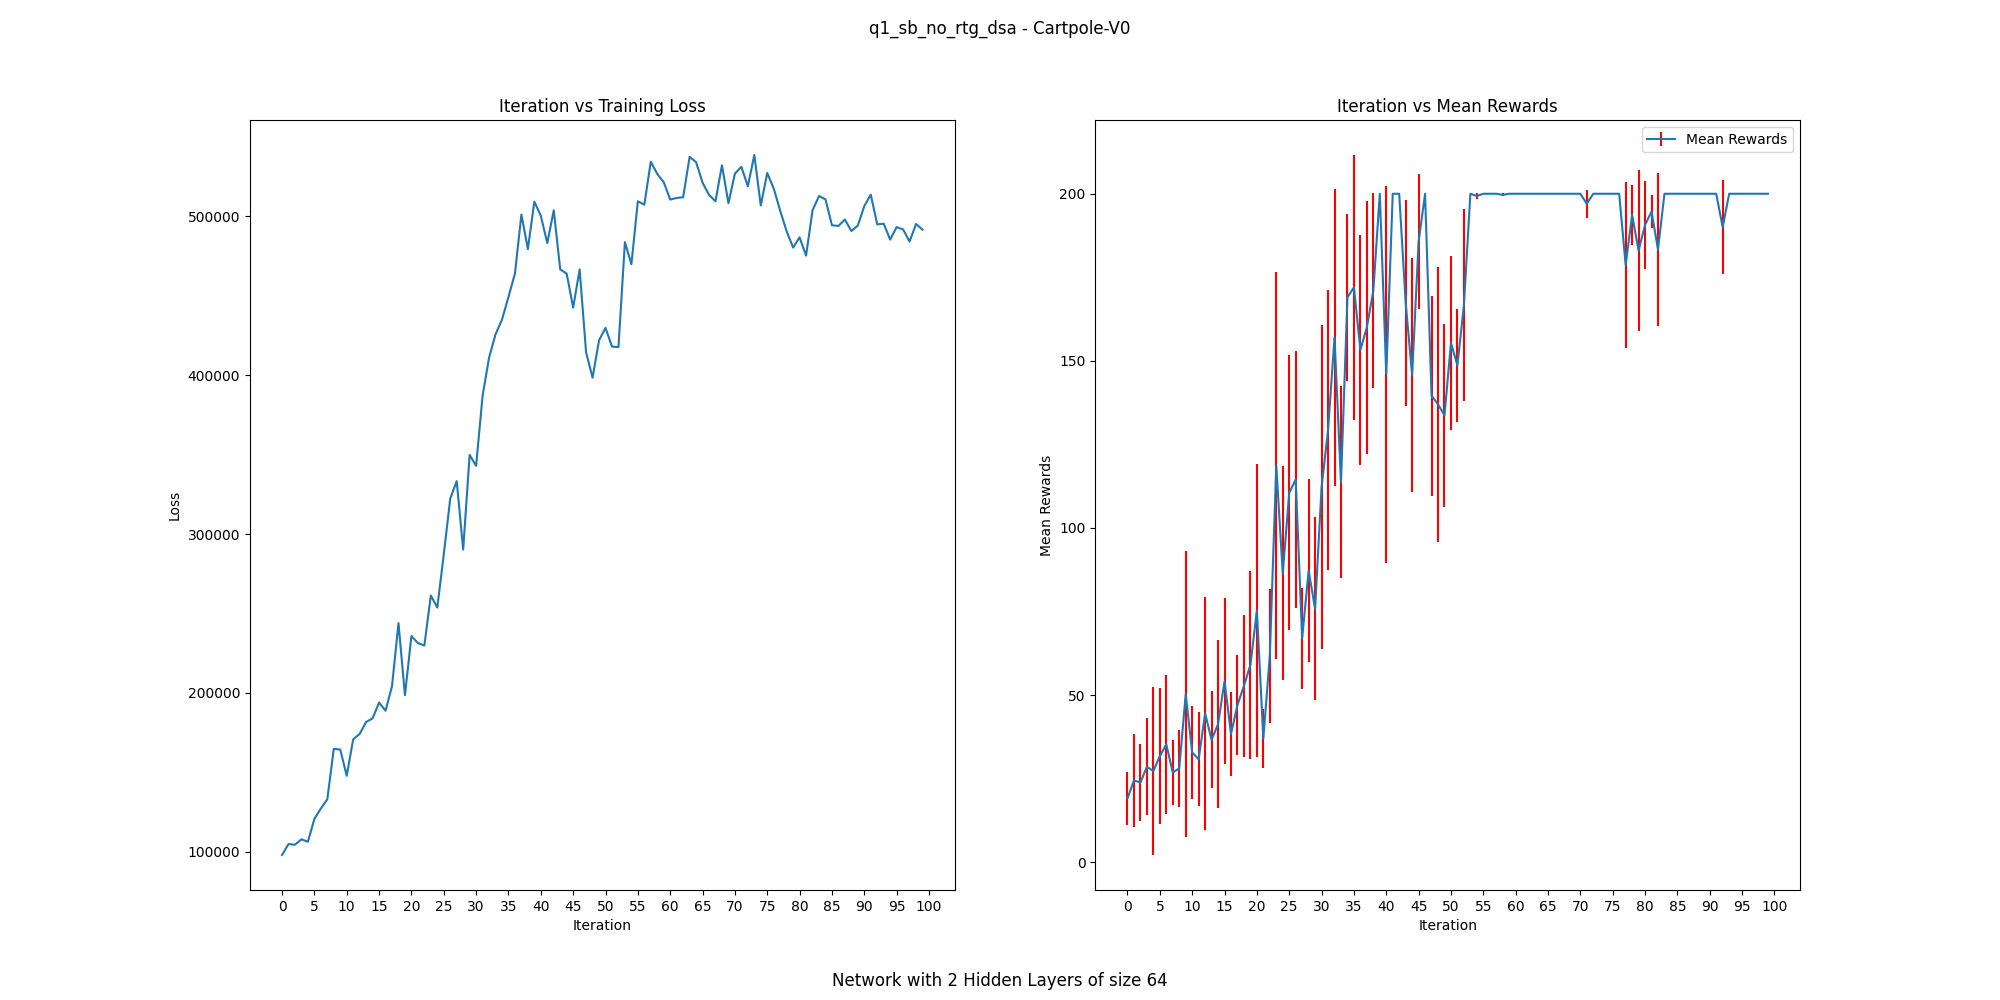 q1_sb_no_rtg_dsa - Cartpole-V0
Iteration vs Training Loss
Loss
500000
400000
300000
200000
100000
0 5 10 15 20 25 30 35 40 45 50 55 60 65 70 75 80 85 90 95 100
Iteration
Iteration vs Mean Rewards
Mean Rewards
Mean Rewards
200
150
100
50
0
0 5 10 15 20 25 30 35 40 45 50 55 60 65 70 75 80 85 90 95 100
Iteration
Network with 2 Hidden Layers of size 64